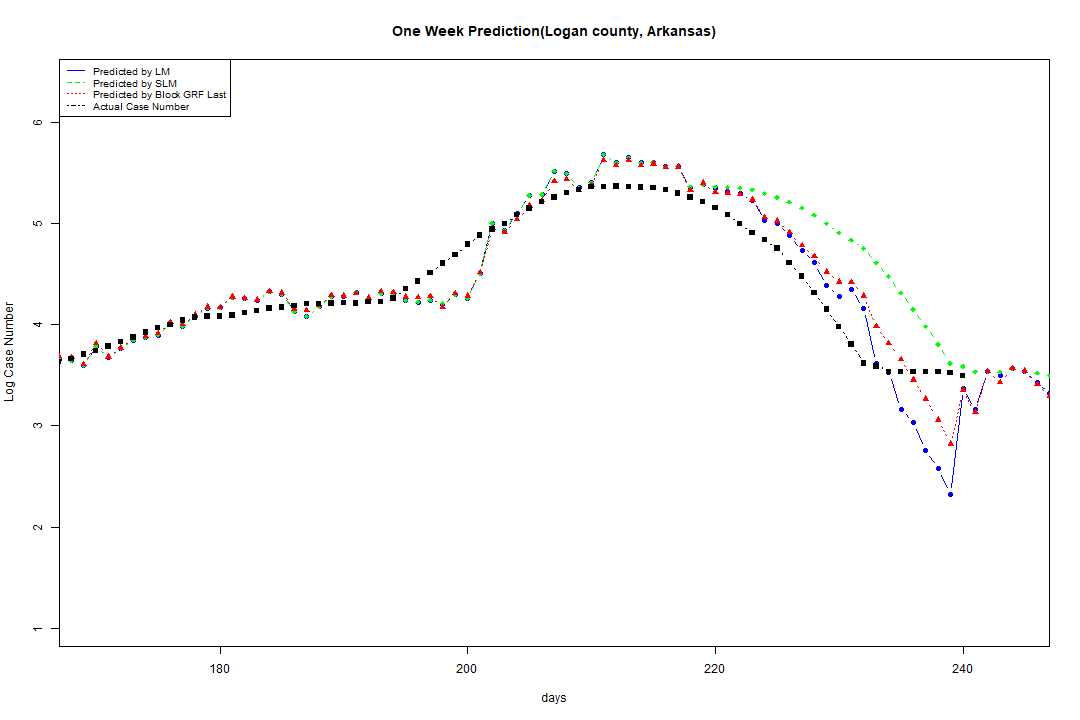 One Week Prediction(Logan county, Arkansas)
Predicted by LM
Predicted by SLM
Predicted by Block GRF Last
Actual Case Number
6
5
4
3
2
1
Log Case Number
180 200 220 240
days